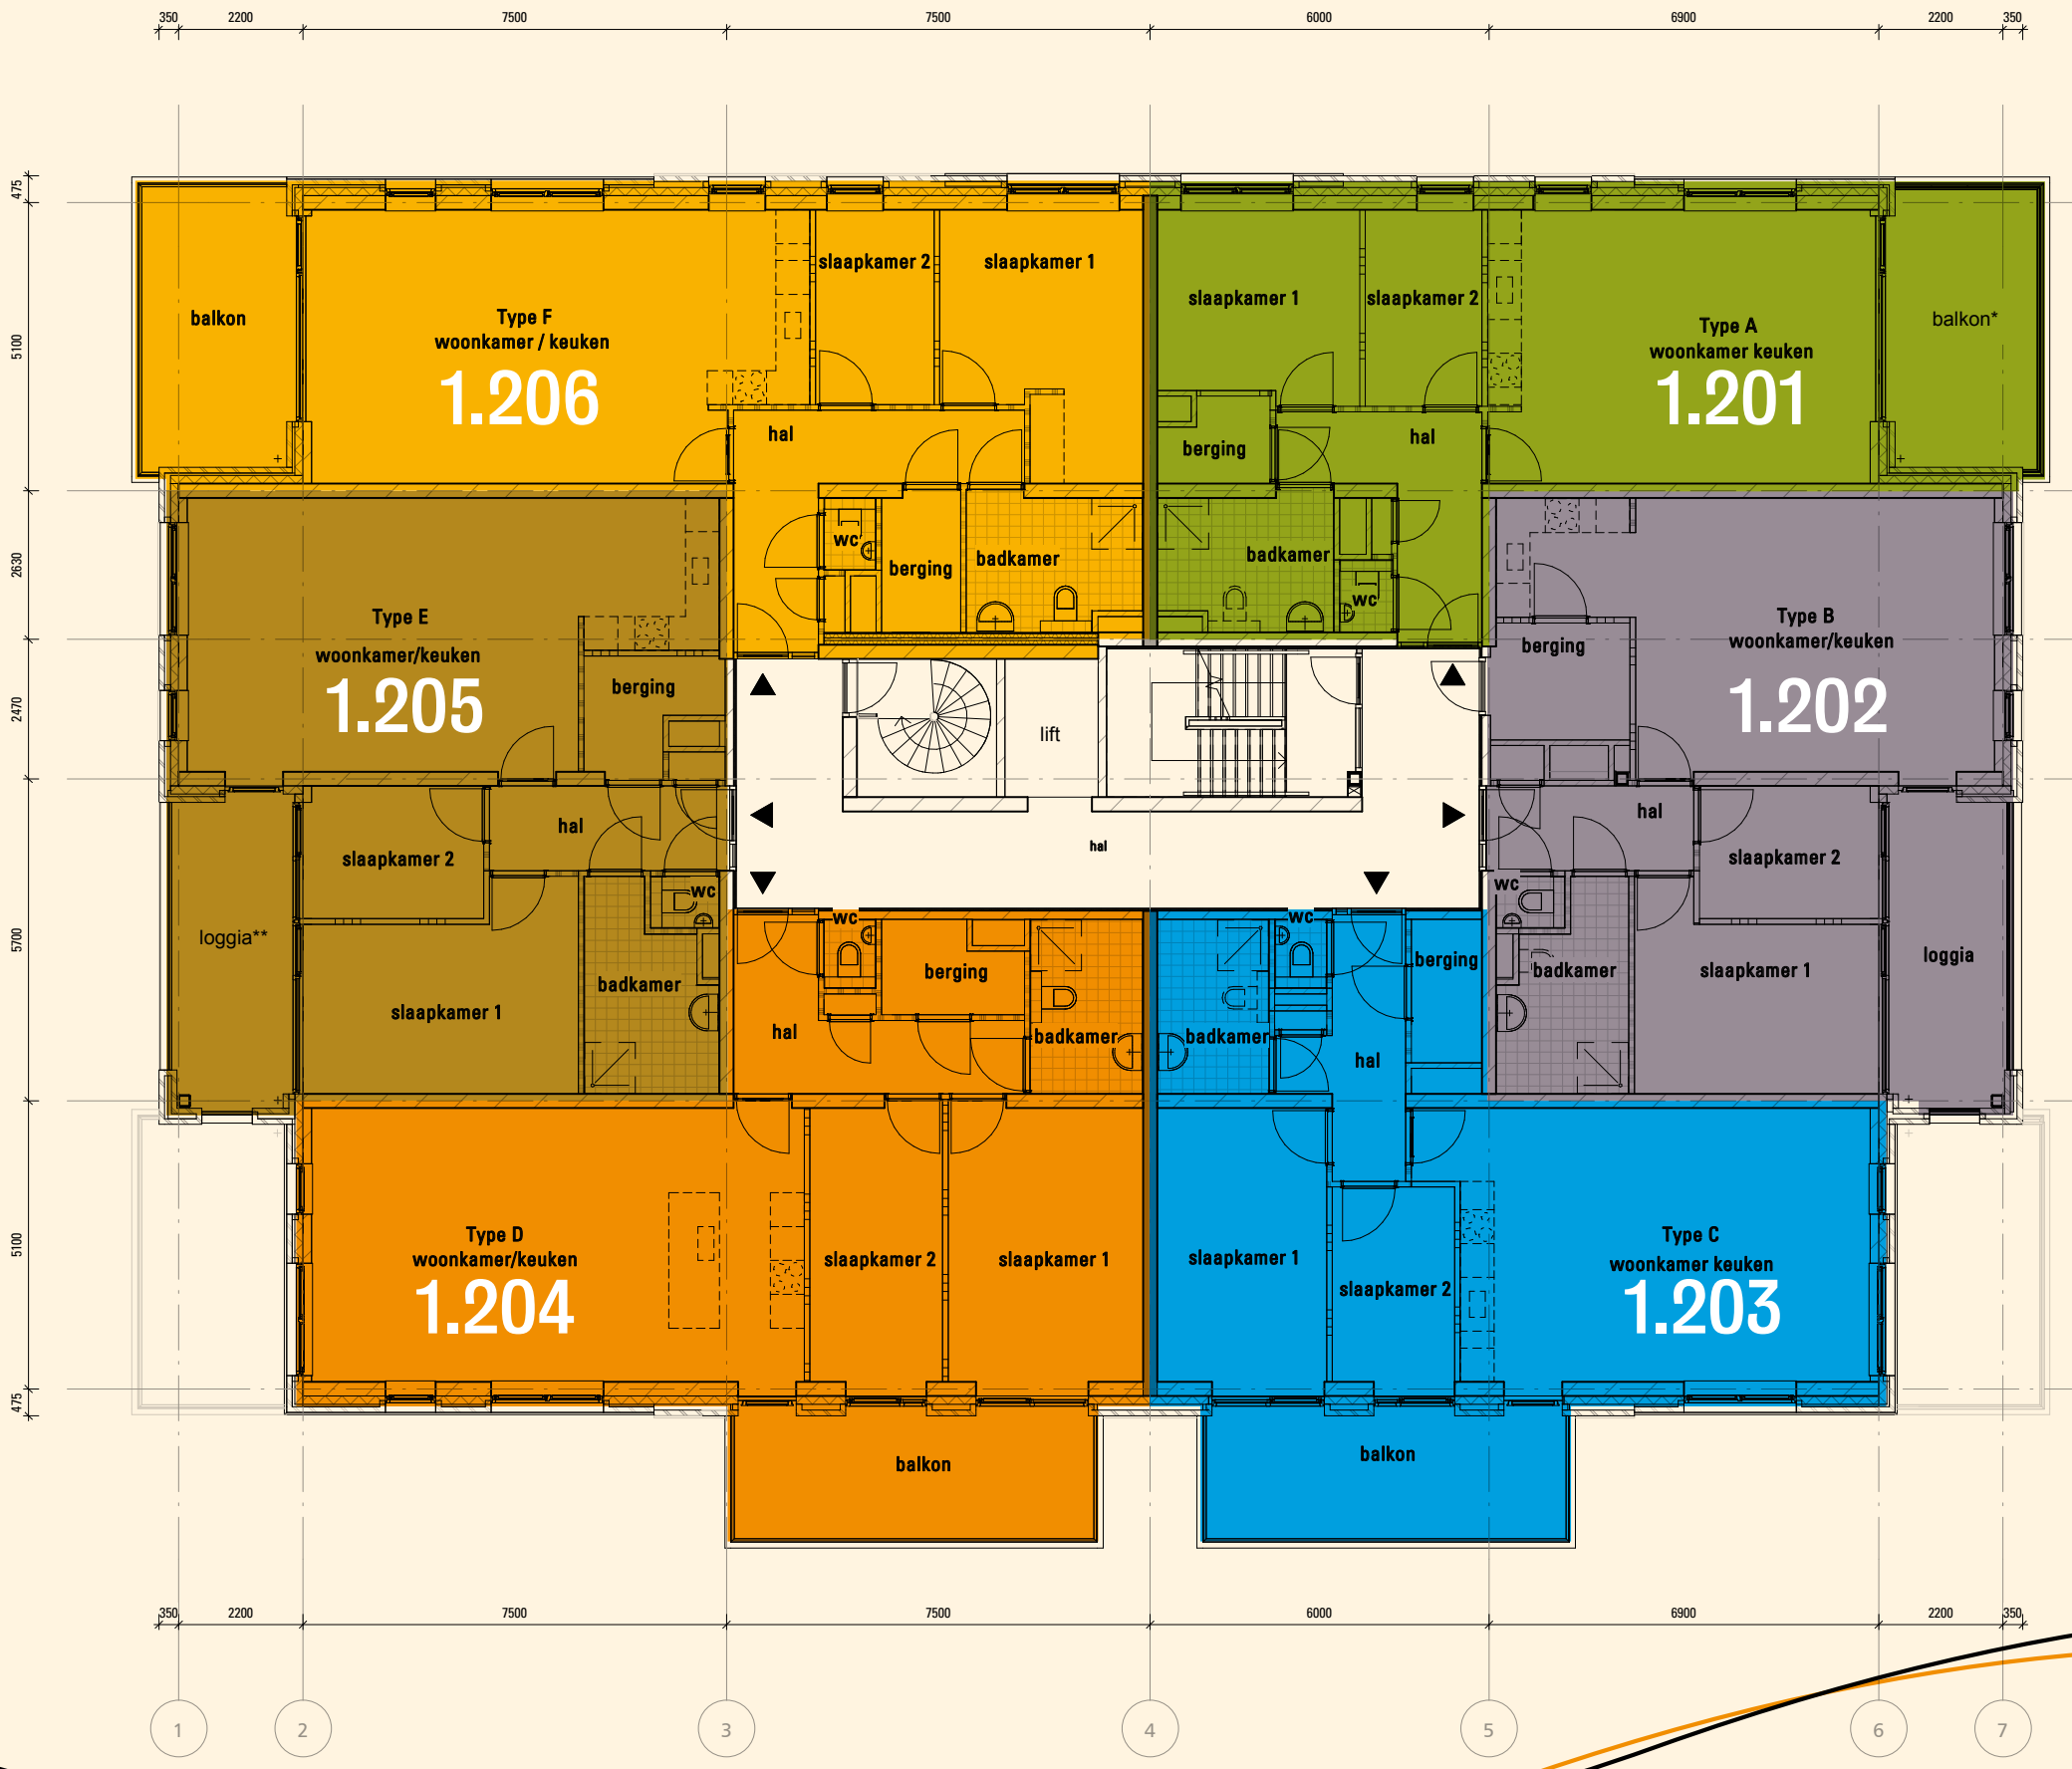 350 2200 7500 7500 6000 6900 2200 350
475
5100
2630
2470
5700
5100
475
balkon
Type F
woonkamer / keuken
1.206
slaapkamer 2
slaapkamer 1
hal
wc
berging
badkamer
slaapkamer 1
slaapkamer 2
berging
hal
badkamer
wc
Type A
woonkamer keuken
1.201
balkon*
Type E
woonkamer/keuken
1.205
berging
slaapkamer 2
hal
wc
loggia**
slaapkamer 1
badkamer
lift
hal
Type B
woonkamer/keuken
1.202
berging
hal
slaapkamer 2
wc
badkamer
slaapkamer 1
loggia
wc
berging
hal
badkamer
Type D
woonkamer/keuken
1.204
slaapkamer 2
slaapkamer 1
balkon
wc
berging
badkamer
hal
slaapkamer 1
slaapkamer 2
Type C
woonkamer keuken
1.203
balkon
350 2200 7500 7500 6000 6900 2200 350
1 2 3 4 5 6 7